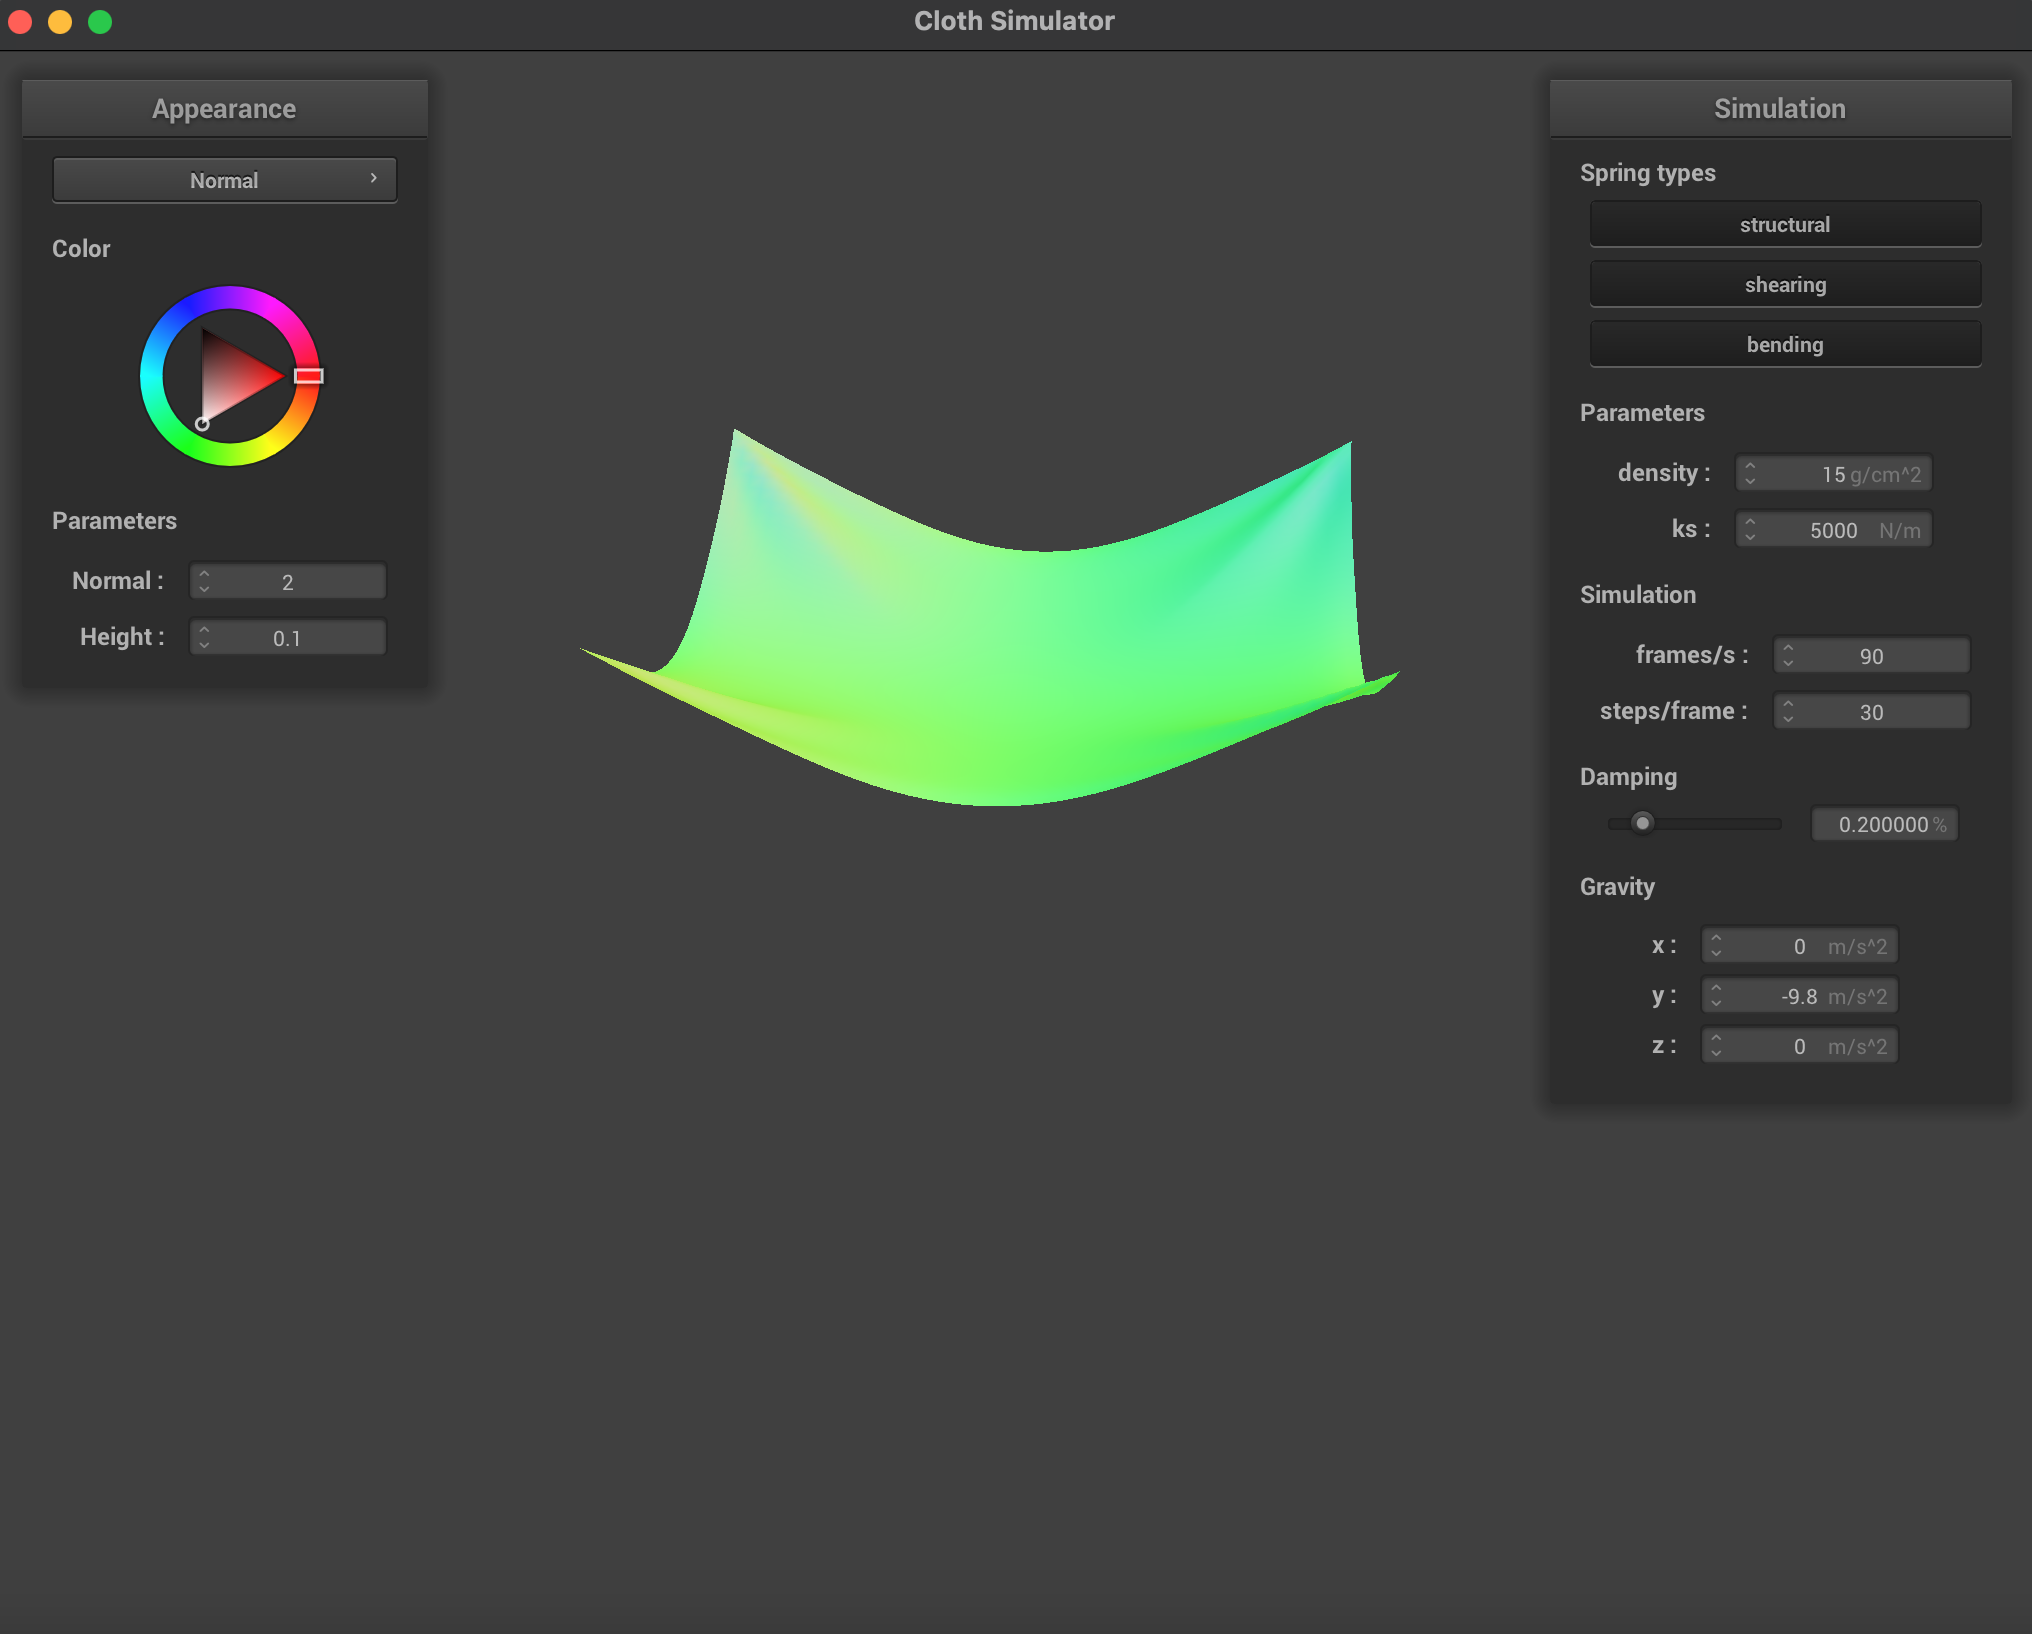 Cloth Simulator
Appearance
Normal
Color
Parameters
Normal : 2
Height : 0.1
Simulation
Spring types
structural
shearing
bending
Parameters
density : 15 g/cm^2
ks : 5000 N/m
Simulation
frames/s : 90
steps/frame : 30
Damping
0.200000 %
Gravity
x : 0 m/s^2
y : -9.8 m/s^2
z : 0 m/s^2